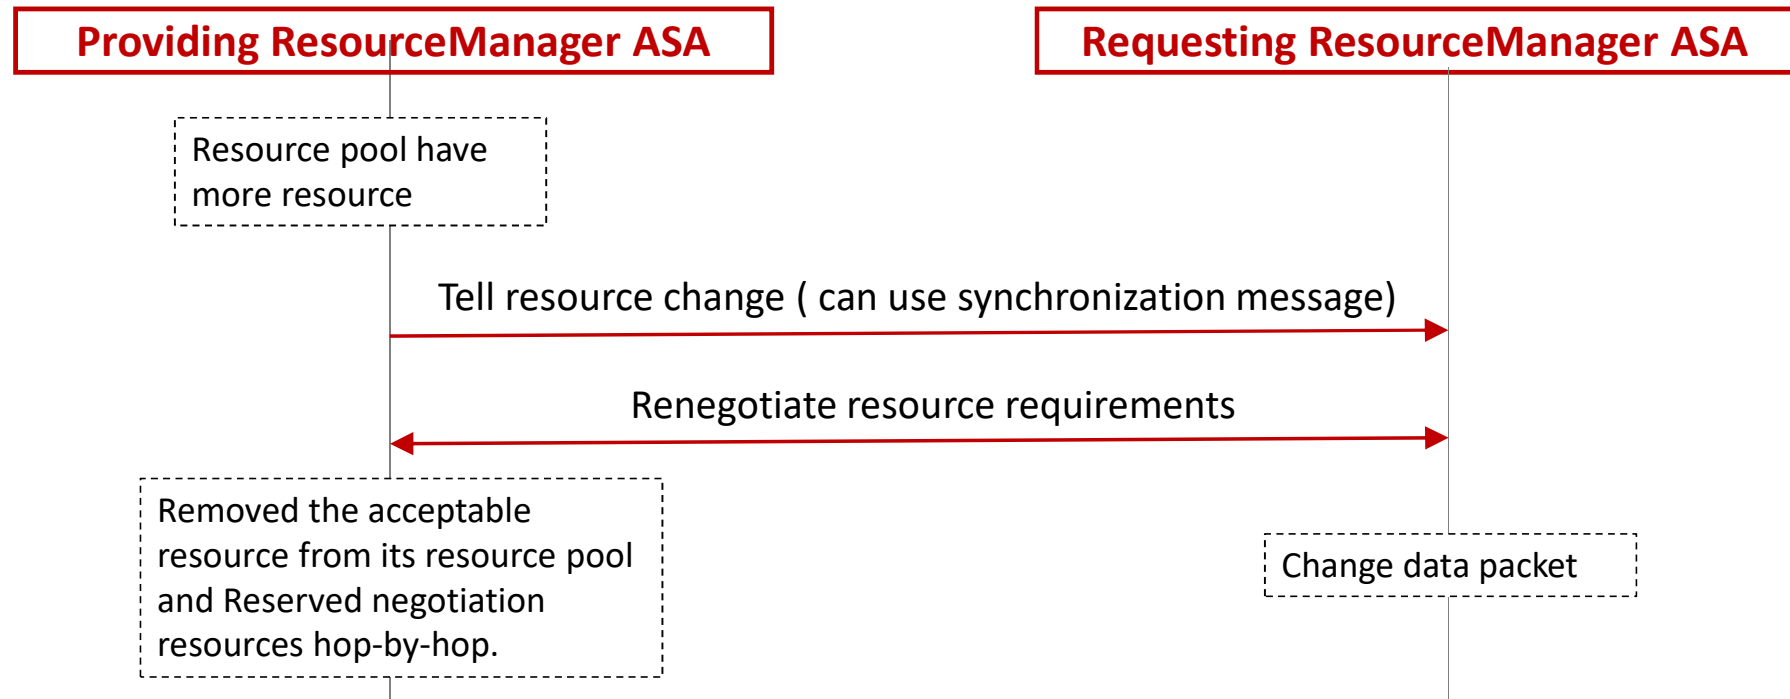 Providing ResourceManager ASA
Requesting ResourceManager ASA
Resource pool have
more resource
Tell resource change ( can use synchronization message)
Renegotiate resource requirements
Removed the acceptable
resource from its resource pool
and Reserved negotiation
resources hop-by-hop.
Change data packet